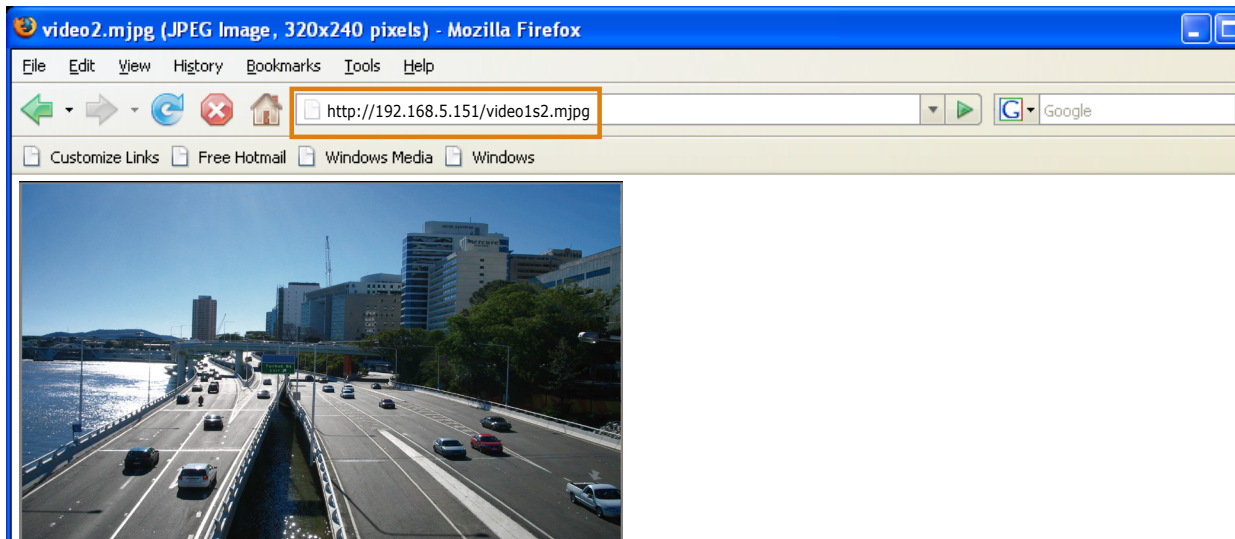 video2.mjpg (JPEG Image, 320x240 pixels) - Mozilla Firefox
File Edit View History Bookmarks Tools Help
http://192.168.5.151/video1s2.mjpg
G Google
Customize Links Free Hotmail Windows Media Windows
mercure